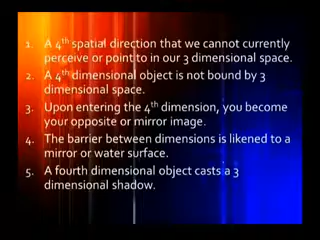 1. A 4th spatial direction that we cannot currently
perceive or point to in our 3 dimensional space.
2. A 4th dimensional object is not bound by 3
dimensional space.
3. Upon entering the 4th dimension, you become
your opposite or mirror image.
4. The barrier between dimensions is likened to a
mirror or water surface.
5. A fourth dimensional object casts a 3
dimensional shadow.